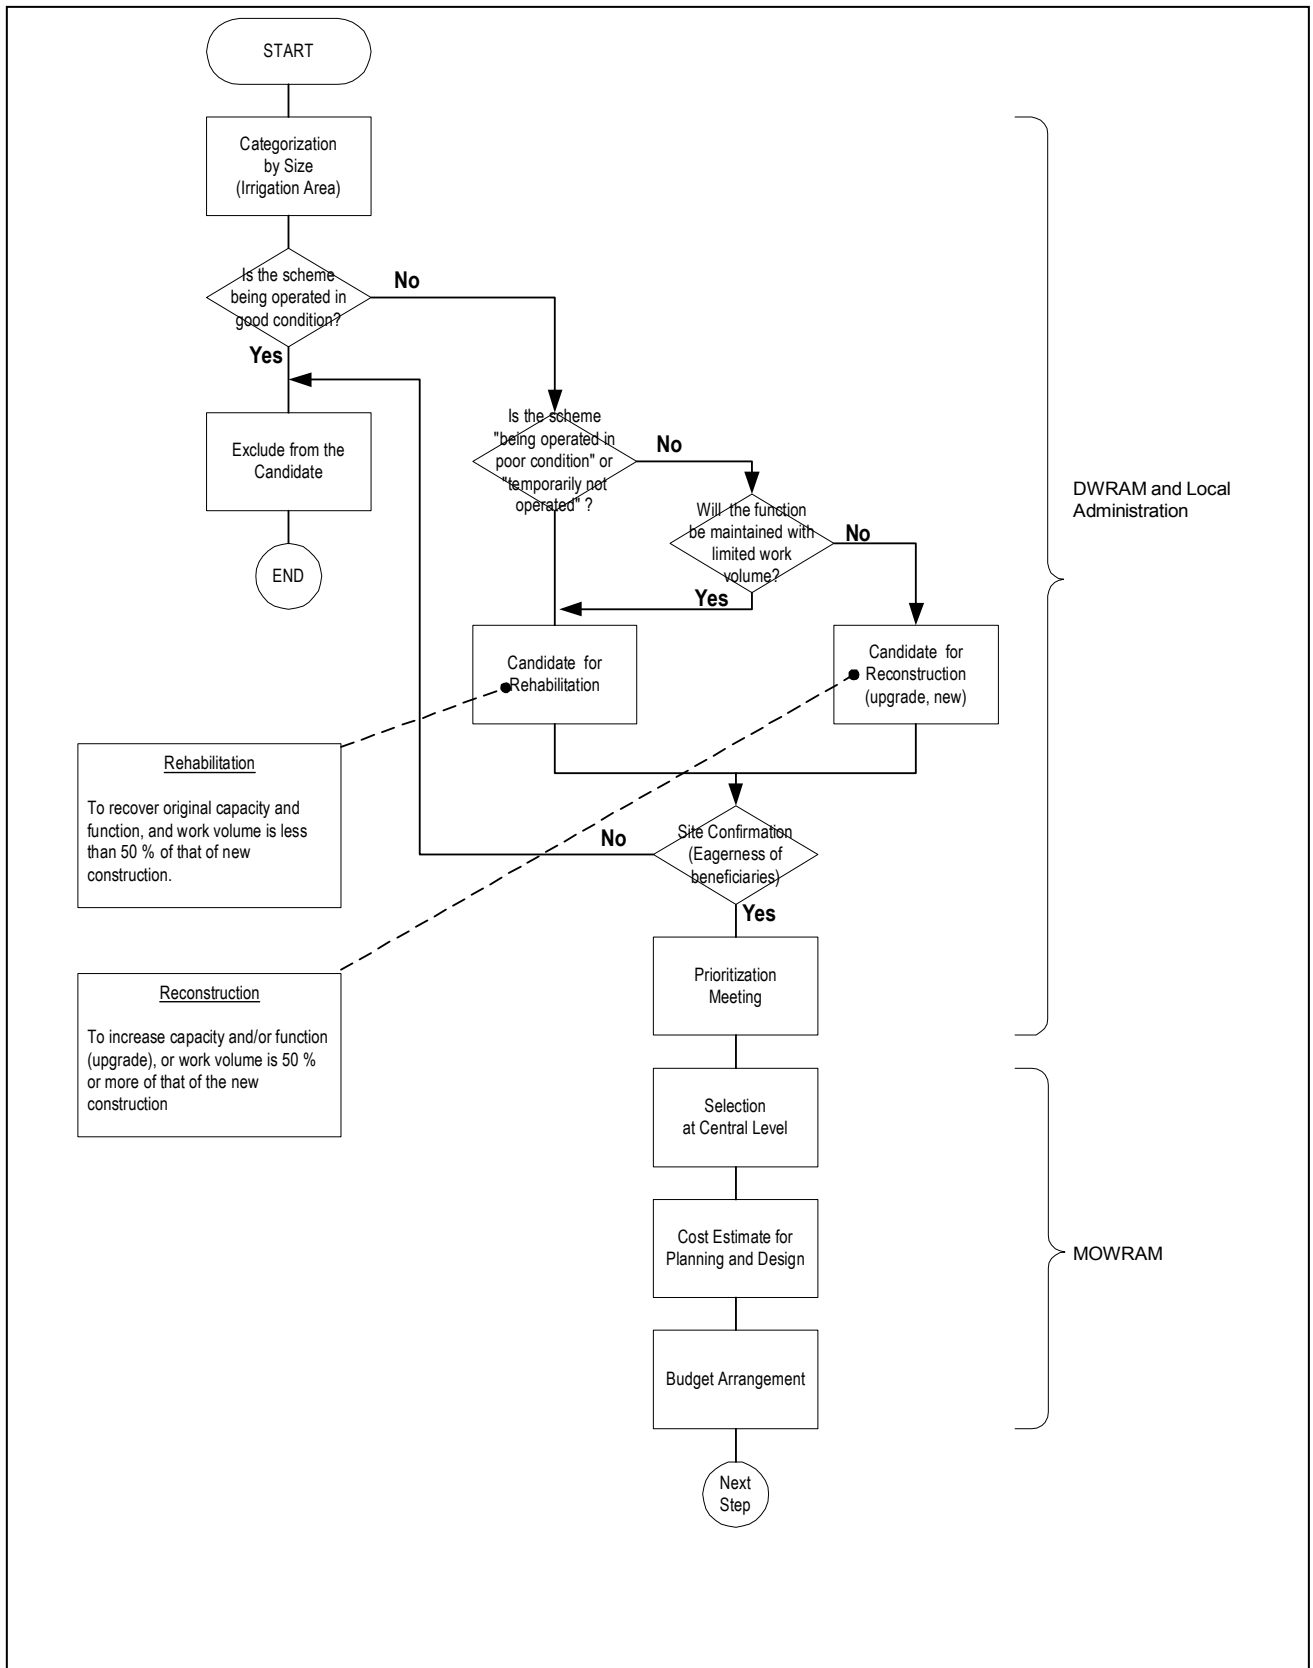 START
Categorization
by Size
(Irrigation Area)
Is the scheme
being operated in
good condition?
No
Yes
Exclude from the
Candidate
END
Is the scheme
"being operated in
poor condition" or
"temporarily not
operated" ?
No
Will the function
be maintained with
limited work
volume?
No
Yes
DWRAM and Local
Administration
Candidate for
Rehabilitation
Candidate for
Reconstruction
(upgrade, new)
Rehabilitation
To recover original capacity and
function, and work volume is less
than 50 % of that of new
construction.
No
Site Confirmation
(Eagerness of
beneficiaries)
Yes
Prioritization
Meeting
Reconstruction
To increase capacity and/or function
(upgrade), or work volume is 50 %
or more of that of the new
construction
Selection
at Central Level
Cost Estimate for
Planning and Design
MOWRAM
Budget Arrangement
Next
Step